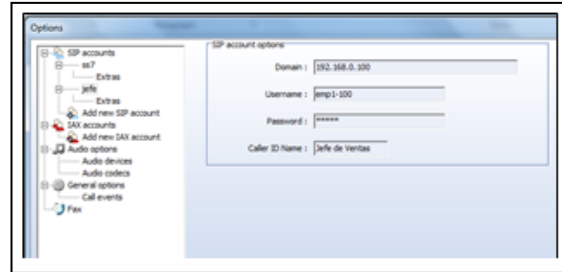 Options
SIP accounts
ss7
Extras
jefe
Extras
Add new SIP account
IAX accounts
Add new IAX account
Audio options
Audio devices
Audio codecs
General options
Call events
Fax
SIP account options
Domain : 192.168.0.100
Username : emp1-100
Password : *****
Caller ID Name : Jefe de Ventas